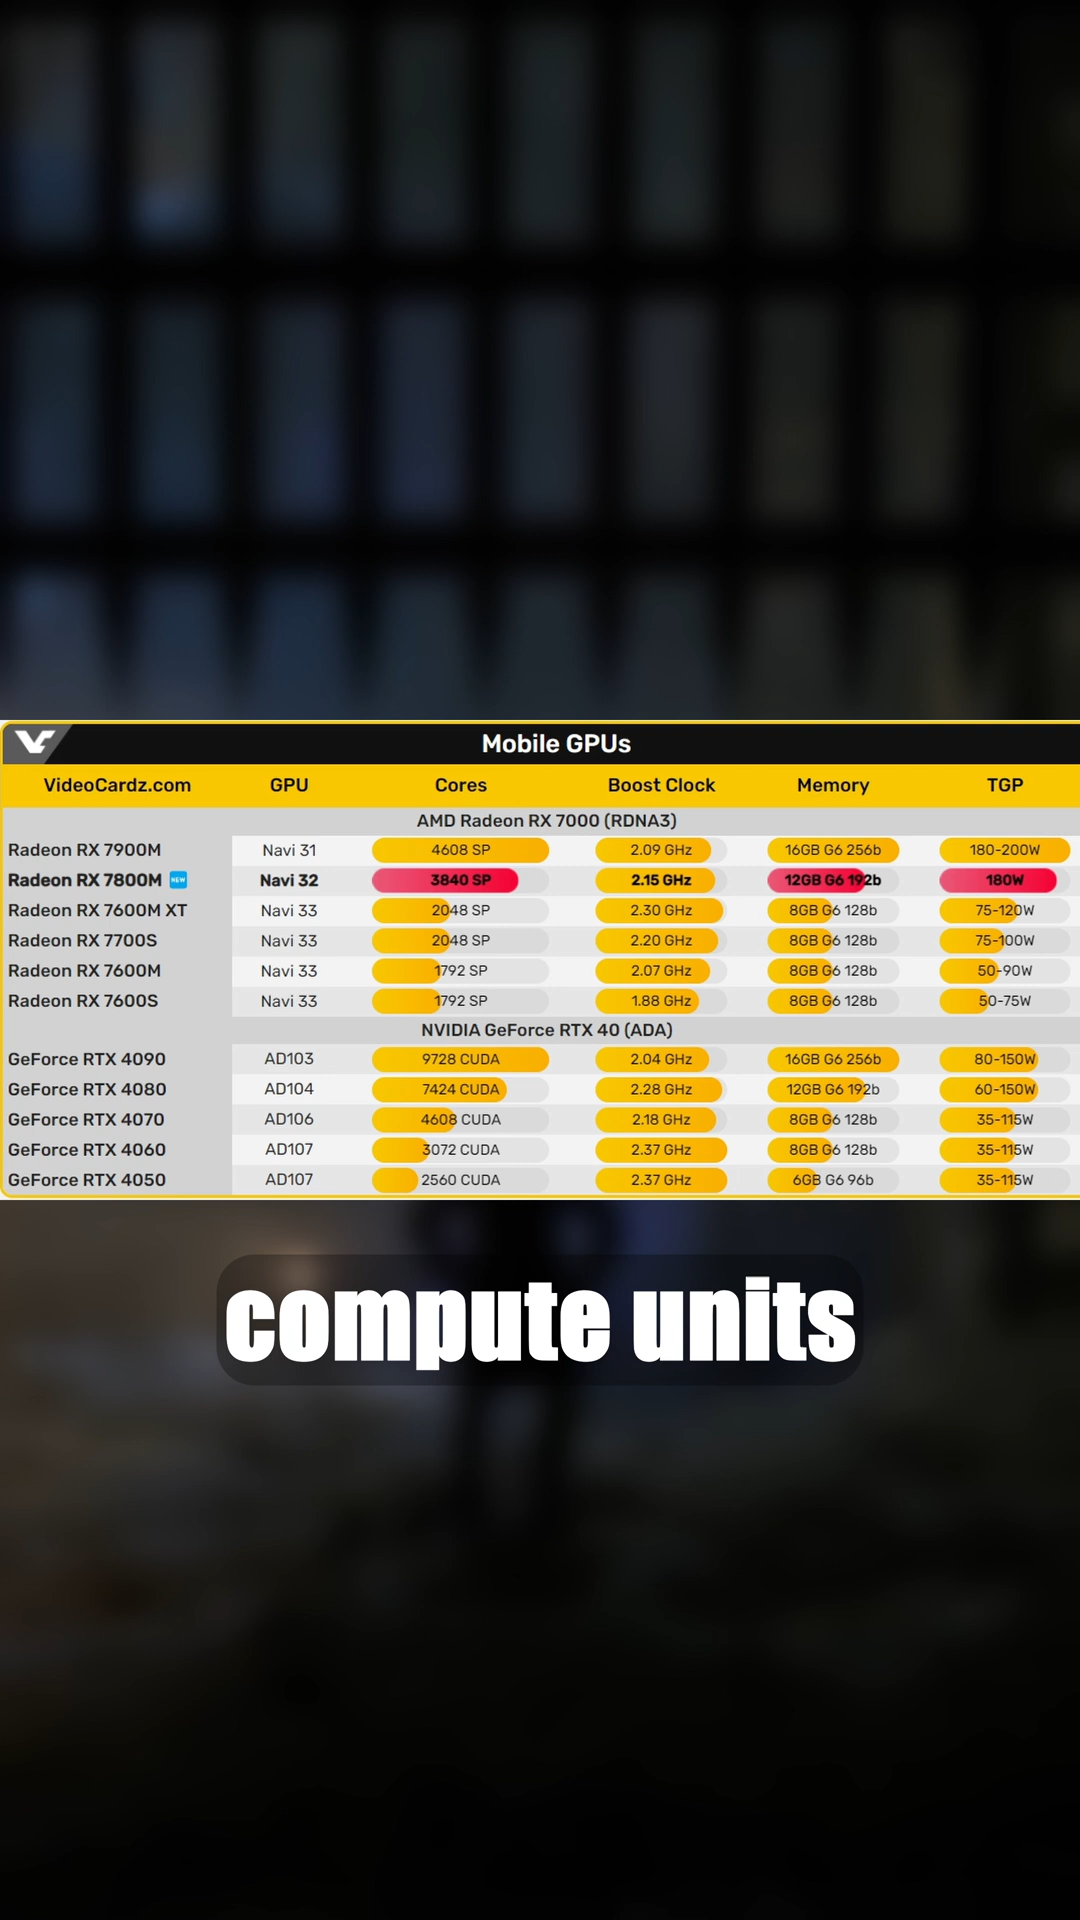 Mobile GPUs
VideoCardz.com GPU Cores Boost Clock Memory TGP
AMD Radeon RX 7000 (RDNA3)
Radeon RX 7900M Navi 31 4608 SP 2.09 GHz 16GB G6 256b 180-200W
Radeon RX 7800M NEW Navi 32 3840 SP 2.15 GHz 12GB G6 192b 180W
Radeon RX 7600M XT Navi 33 2048 SP 2.30 GHz 8GB G6 128b 75-120W
Radeon RX 7700S Navi 33 2048 SP 2.20 GHz 8GB G6 128b 75-100W
Radeon RX 7600M Navi 33 1792 SP 2.07 GHz 8GB G6 128b 50-90W
Radeon RX 7600S Navi 33 1792 SP 1.88 GHz 8GB G6 128b 50-75W
NVIDIA GeForce RTX 40 (ADA)
GeForce RTX 4090 AD103 9728 CUDA 2.04 GHz 16GB G6 256b 80-150W
GeForce RTX 4080 AD104 7424 CUDA 2.28 GHz 12GB G6 192b 60-150W
GeForce RTX 4070 AD106 4608 CUDA 2.18 GHz 8GB G6 128b 35-115W
GeForce RTX 4060 AD107 3072 CUDA 2.37 GHz 8GB G6 128b 35-115W
GeForce RTX 4050 AD107 2560 CUDA 2.37 GHz 6GB G6 96b 35-115W
compute units